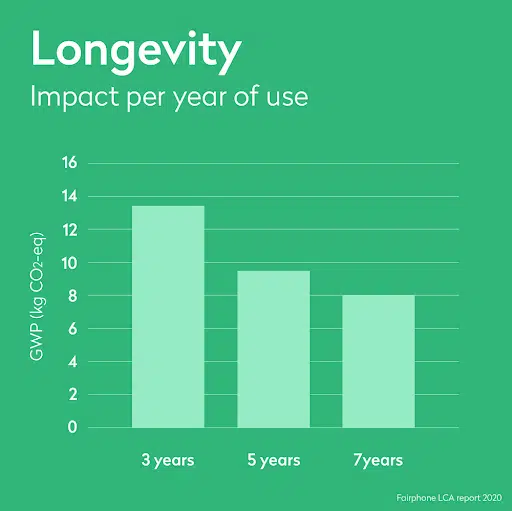 Longevity
Impact per year of use
16
14
12
10
8
6
4
2
0
GWP (kg CO2-eq)
3 years
5 years
7years
Fairphone LCA report 2020